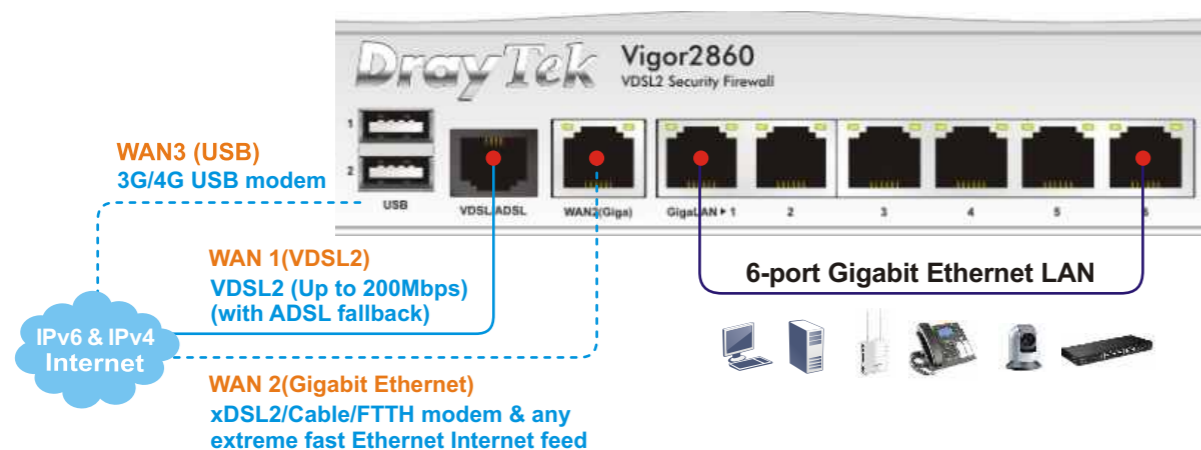 DrayTek
Vigor2860
VDSL2 Security Firewall
1
2
USB
VDSL/ADSL
WAN2(Giga)
GigaLAN 1
2
3
4
5
6
WAN3 (USB)
3G/4G USB modem
WAN 1(VDSL2)
VDSL2 (Up to 200Mbps)
(with ADSL fallback)
6-port Gigabit Ethernet LAN
IPv6 & IPv4
Internet
WAN 2(Gigabit Ethernet)
xDSL2/Cable/FTTH modem & any
extreme fast Ethernet Internet feed